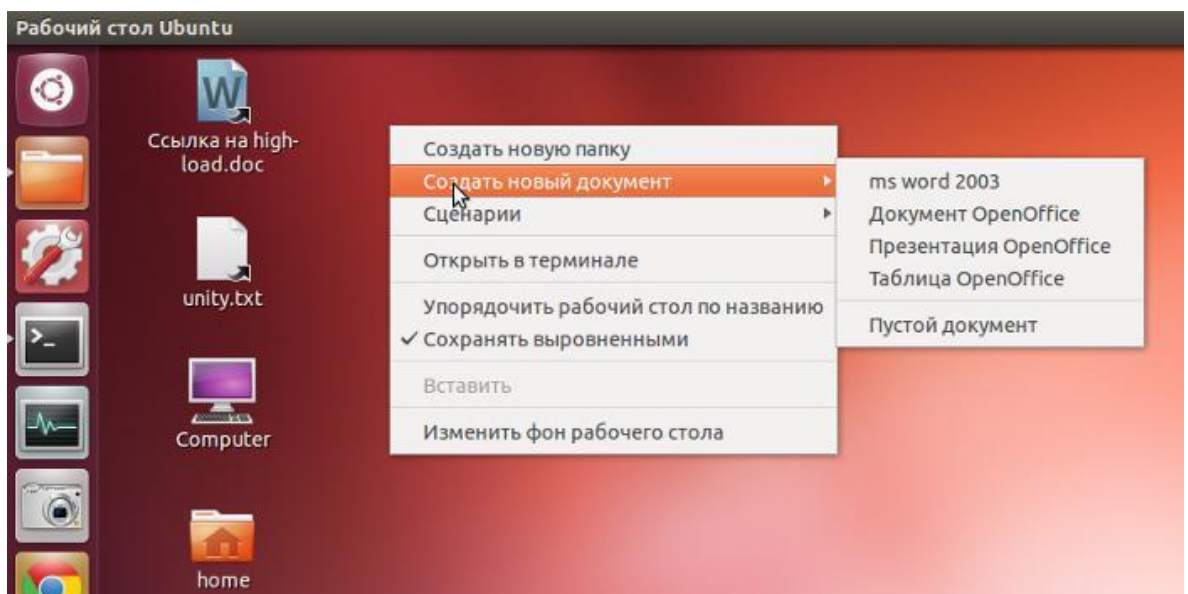 Рабочий стол Ubuntu
Ссылка на high-
load.doc
unity.txt
Computer
home
Создать новую папку
Создать новый документ
Сценарии
Открыть в терминале
Упорядочить рабочий стол по названию
Сохранять выровненными
Вставить
Изменить фон рабочего стола
ms word 2003
Документ OpenOffice
Презентация OpenOffice
Таблица OpenOffice
Пустой документ